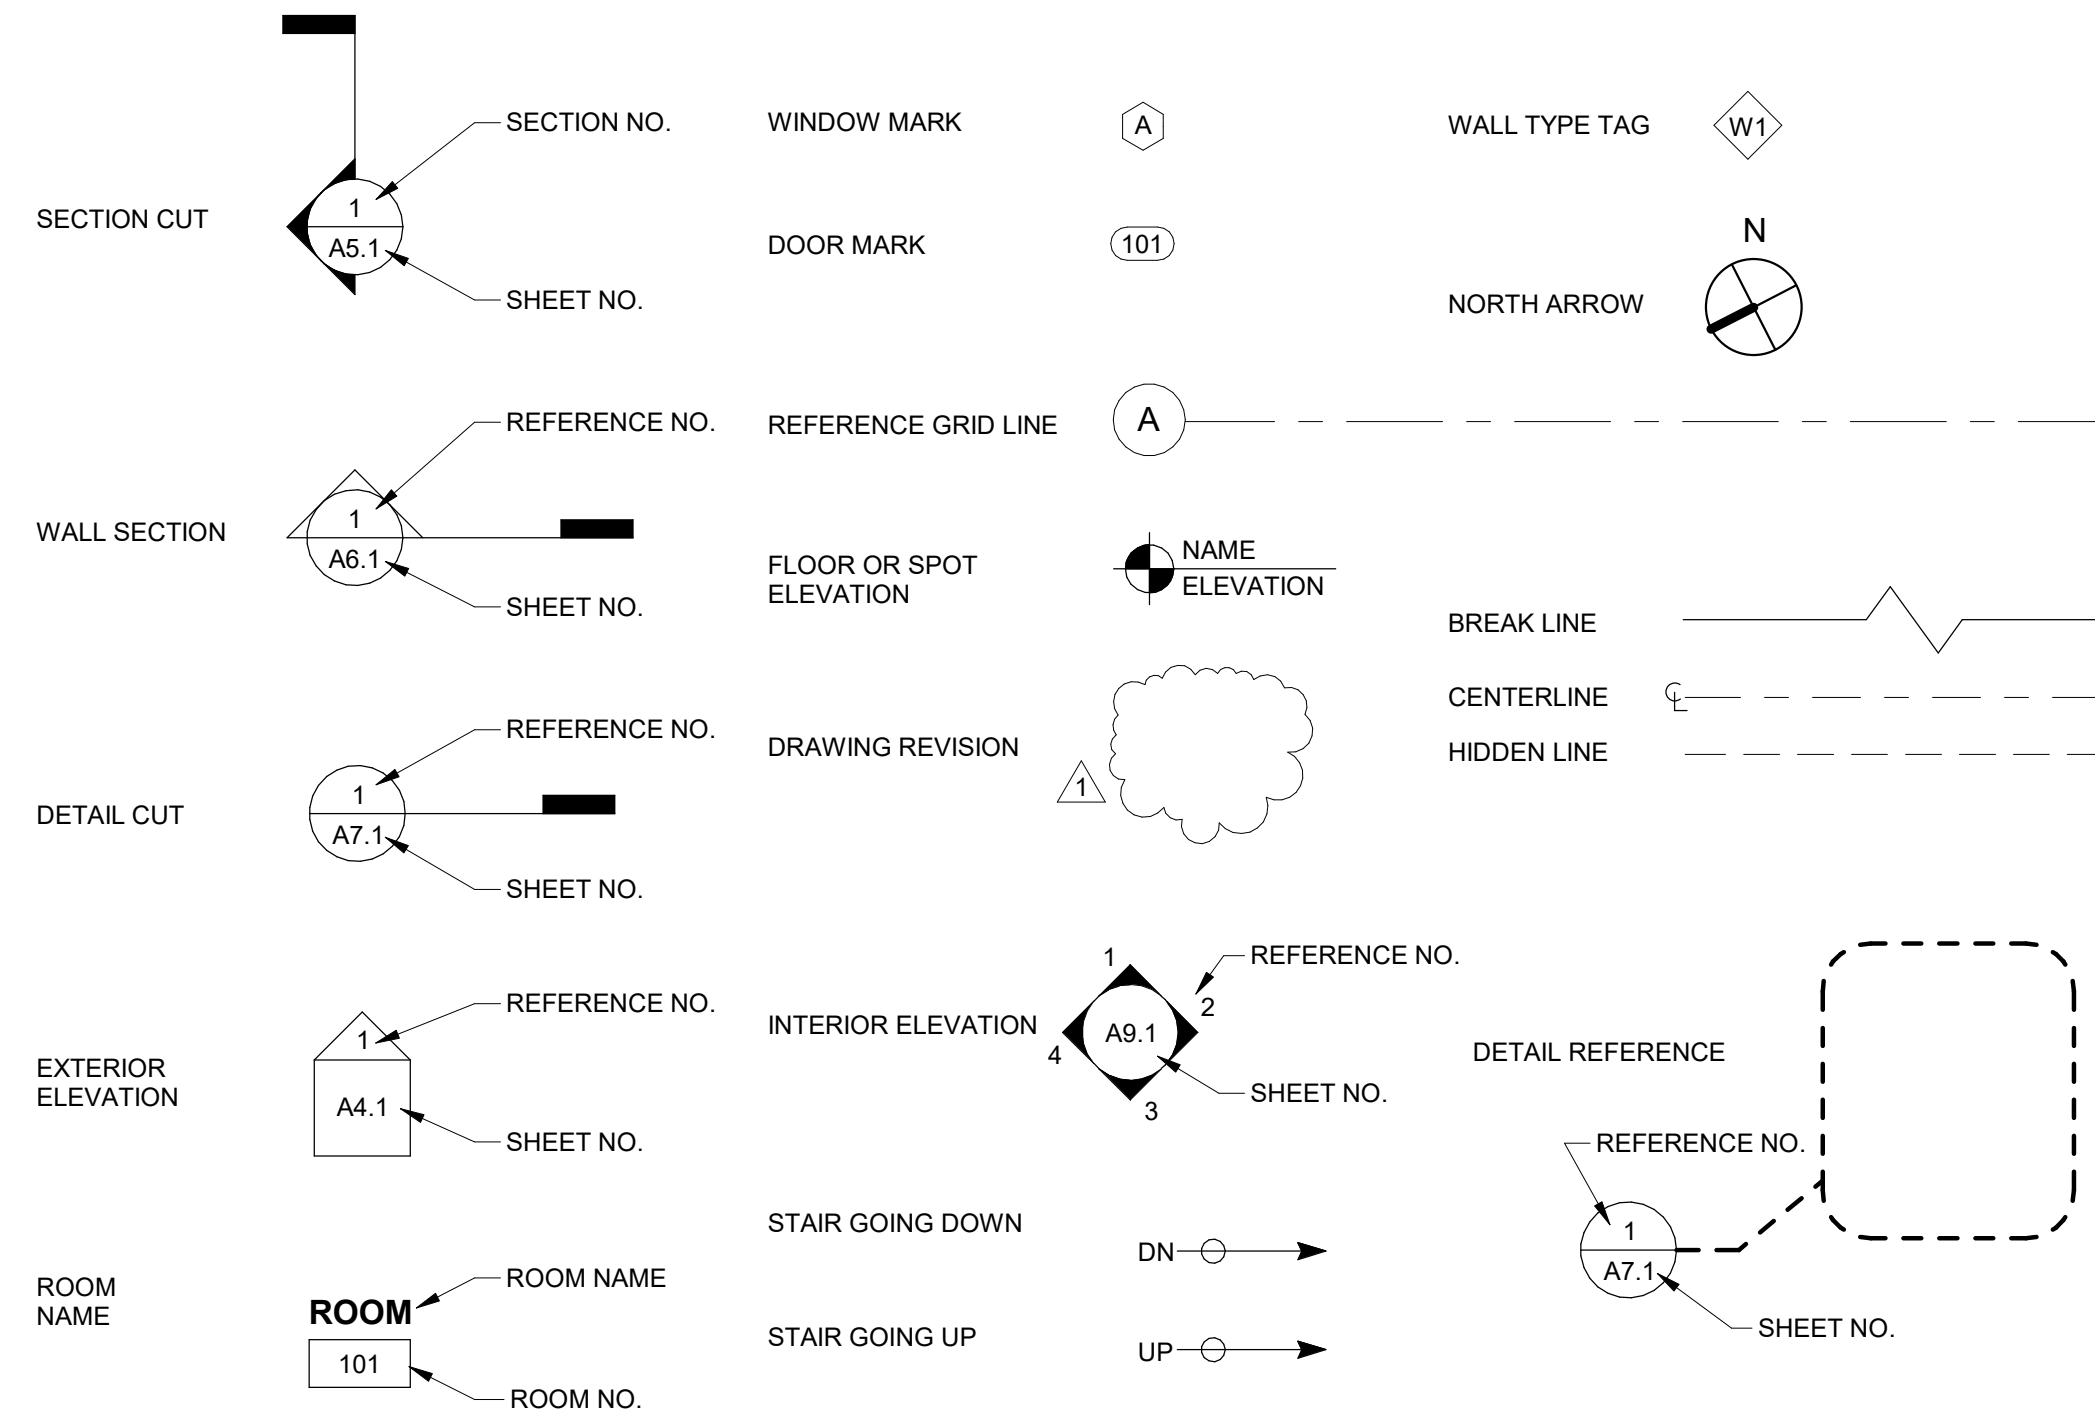 SECTION CUT
1
A5.1
SECTION NO.
SHEET NO.
WALL SECTION
1
A6.1
REFERENCE NO.
SHEET NO.
DETAIL CUT
1
A7.1
REFERENCE NO.
SHEET NO.
EXTERIOR
ELEVATION
1
A4.1
REFERENCE NO.
SHEET NO.
ROOM
NAME
ROOM
101
ROOM NAME
ROOM NO.
WINDOW MARK
A
DOOR MARK
101
REFERENCE GRID LINE
A
FLOOR OR SPOT
ELEVATION
NAME
ELEVATION
DRAWING REVISION
1
INTERIOR ELEVATION
1
2
3
4
A9.1
REFERENCE NO.
SHEET NO.
STAIR GOING DOWN
DN
STAIR GOING UP
UP
WALL TYPE TAG
W1
NORTH ARROW
N
BREAK LINE
CENTERLINE
CL
HIDDEN LINE
DETAIL REFERENCE
REFERENCE NO.
1
A7.1
SHEET NO.